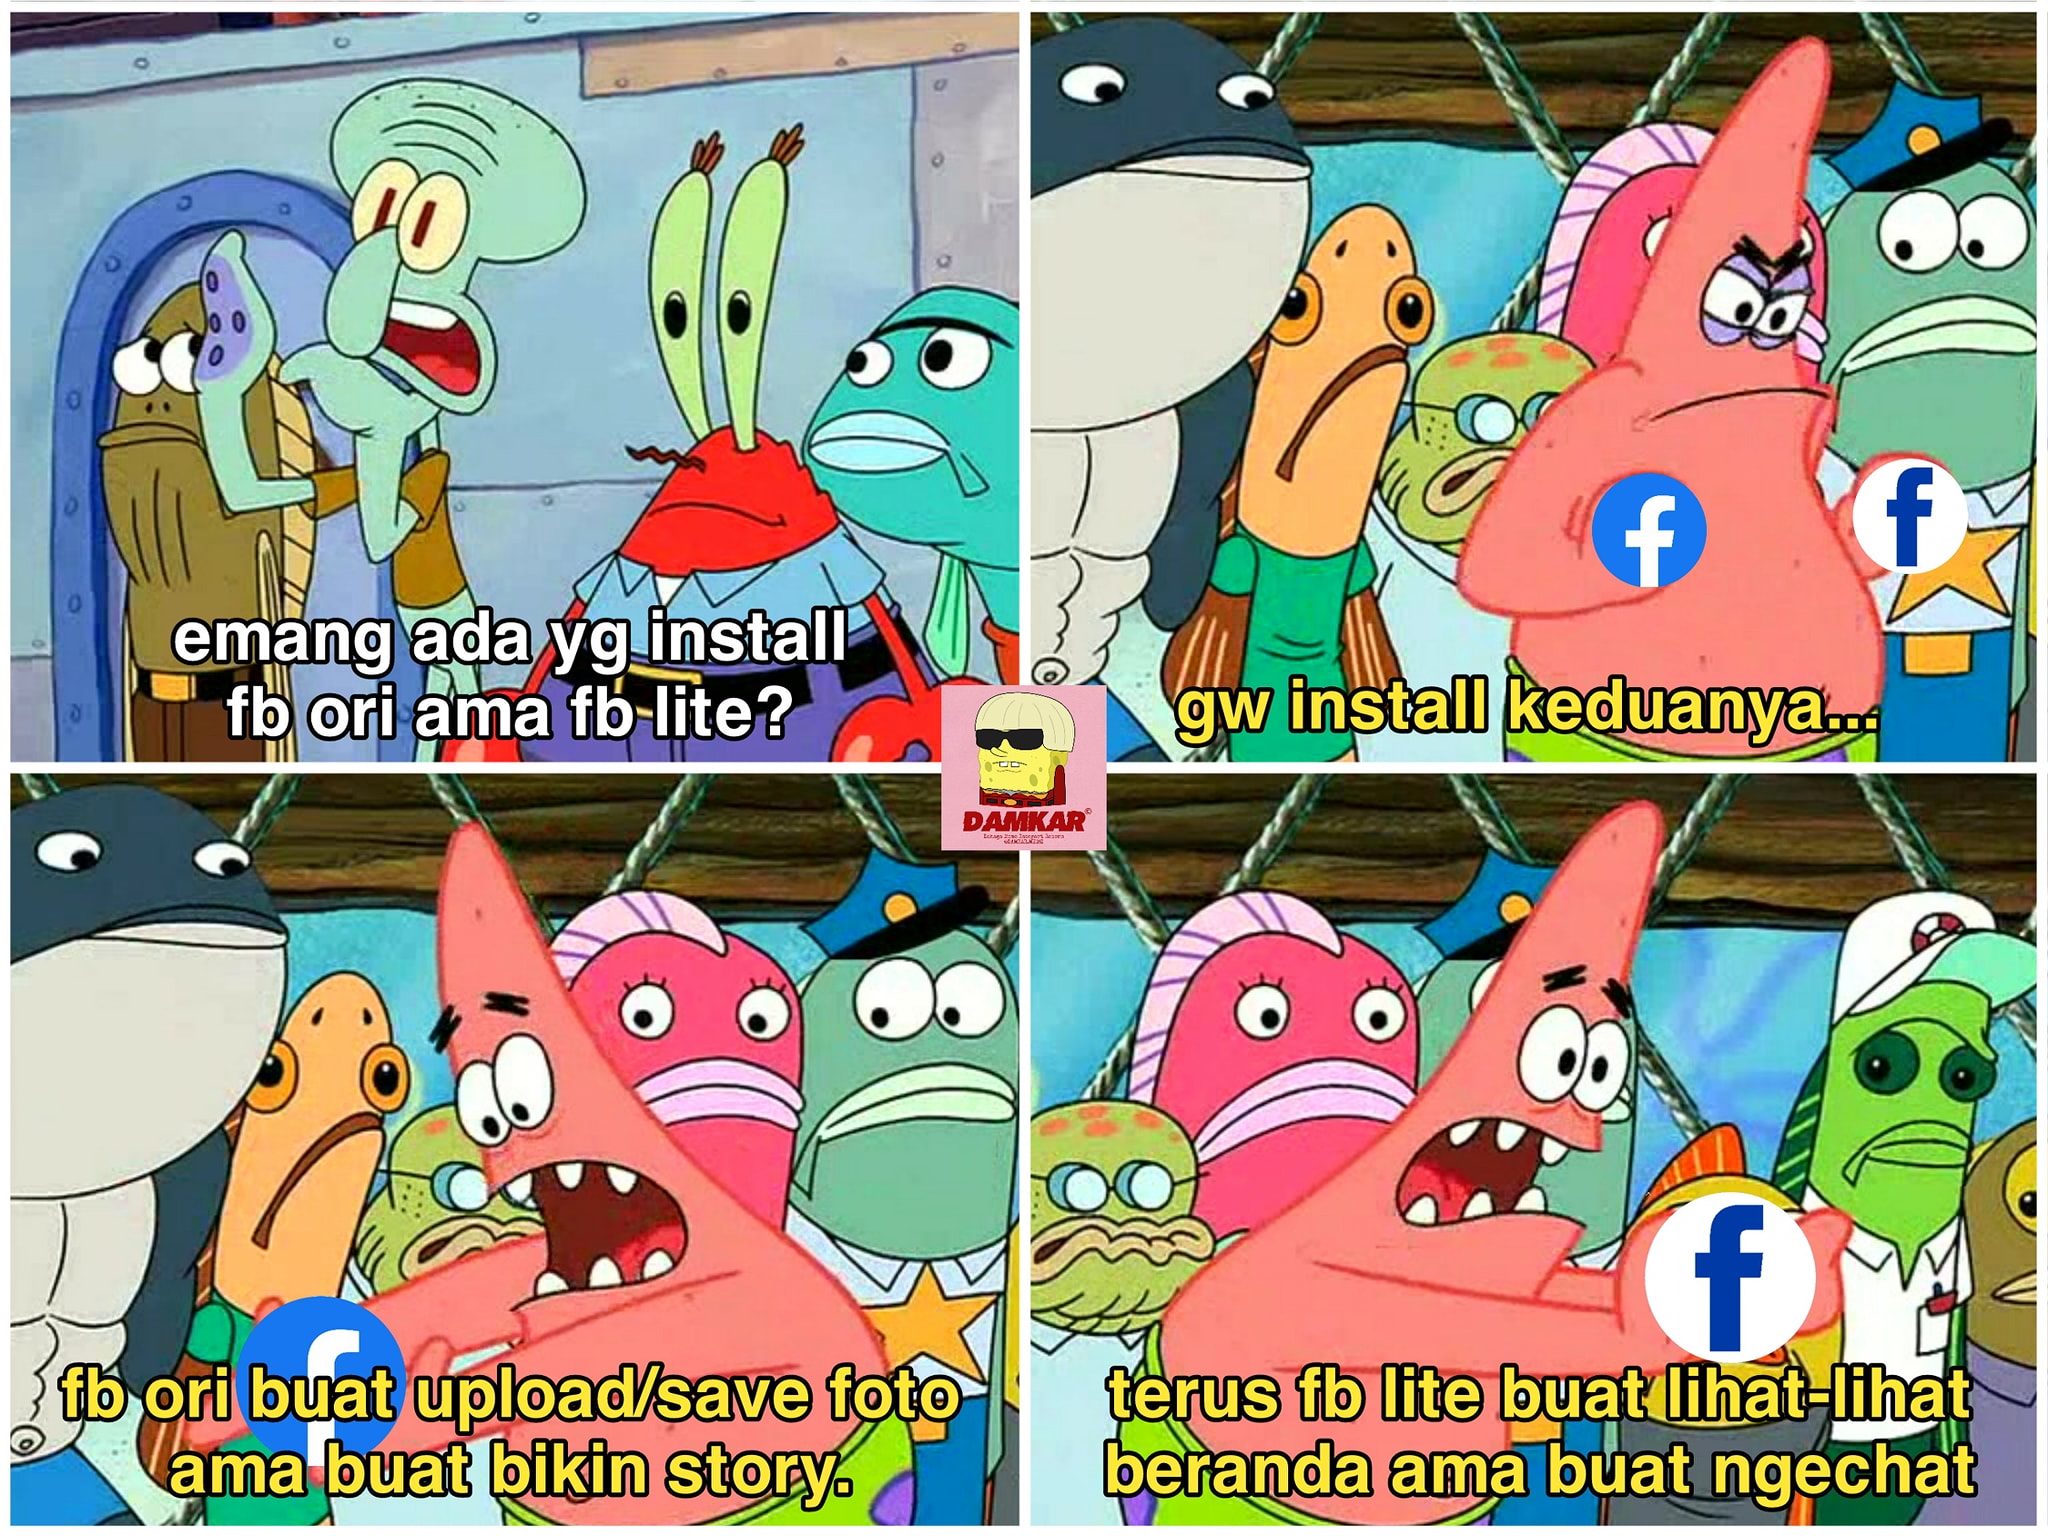 emang ada yg install
fb ori ama fb lite?
gw install keduanya...
DAMKAR
fb ori buat upload/save foto
ama buat bikin story.
terus fb lite buat lihat-lihat
beranda ama buat ngechat